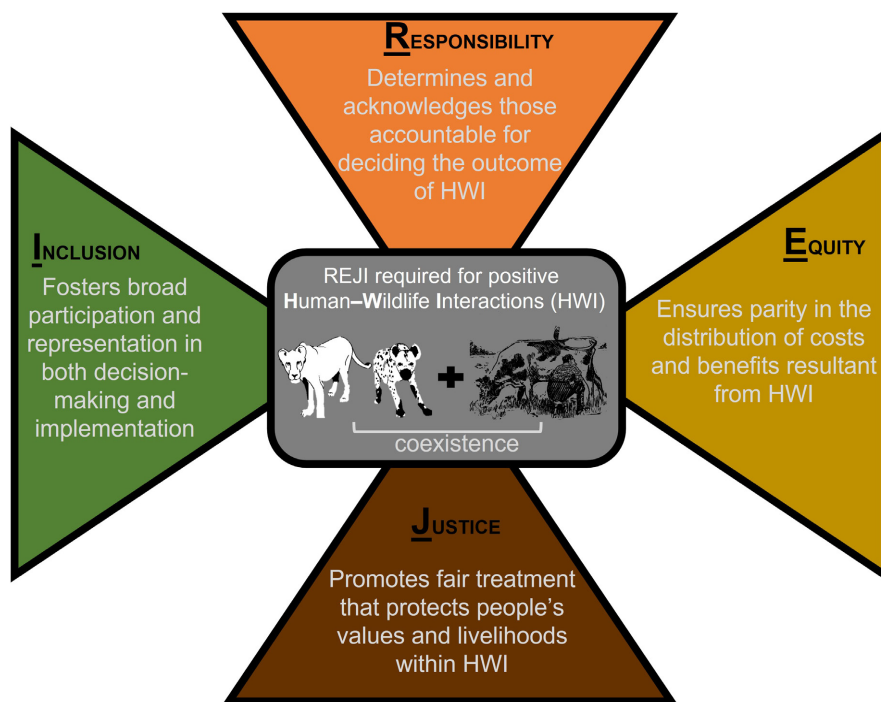 RESPONSIBILITY
Determines and
acknowledges those
accountable for
deciding the outcome
of HWI
INCLUSION
Fosters broad
participation and
representation in
both decision-
making and
implementation
REJI required for positive
Human–Wildlife Interactions (HWI)
coexistence
EQUITY
Ensures parity in the
distribution of costs
and benefits resultant
from HWI
JUSTICE
Promotes fair treatment
that protects people's
values and livelihoods
within HWI